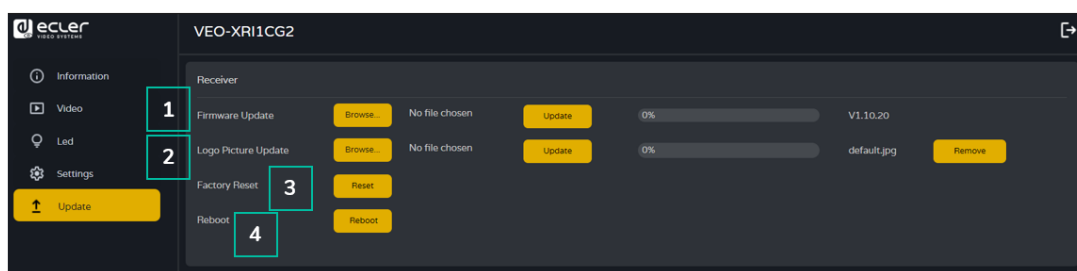 ecler
VIDEO SYSTEMS
VEO-XRI1CG2
Information
Video
Led
Settings
Update
Receiver
1
Firmware Update Browse... No file chosen Update 0% V1.10.20
2
Logo Picture Update Browse... No file chosen Update 0% default.jpg Remove
Factory Reset 3 Reset
Reboot 4 Reboot